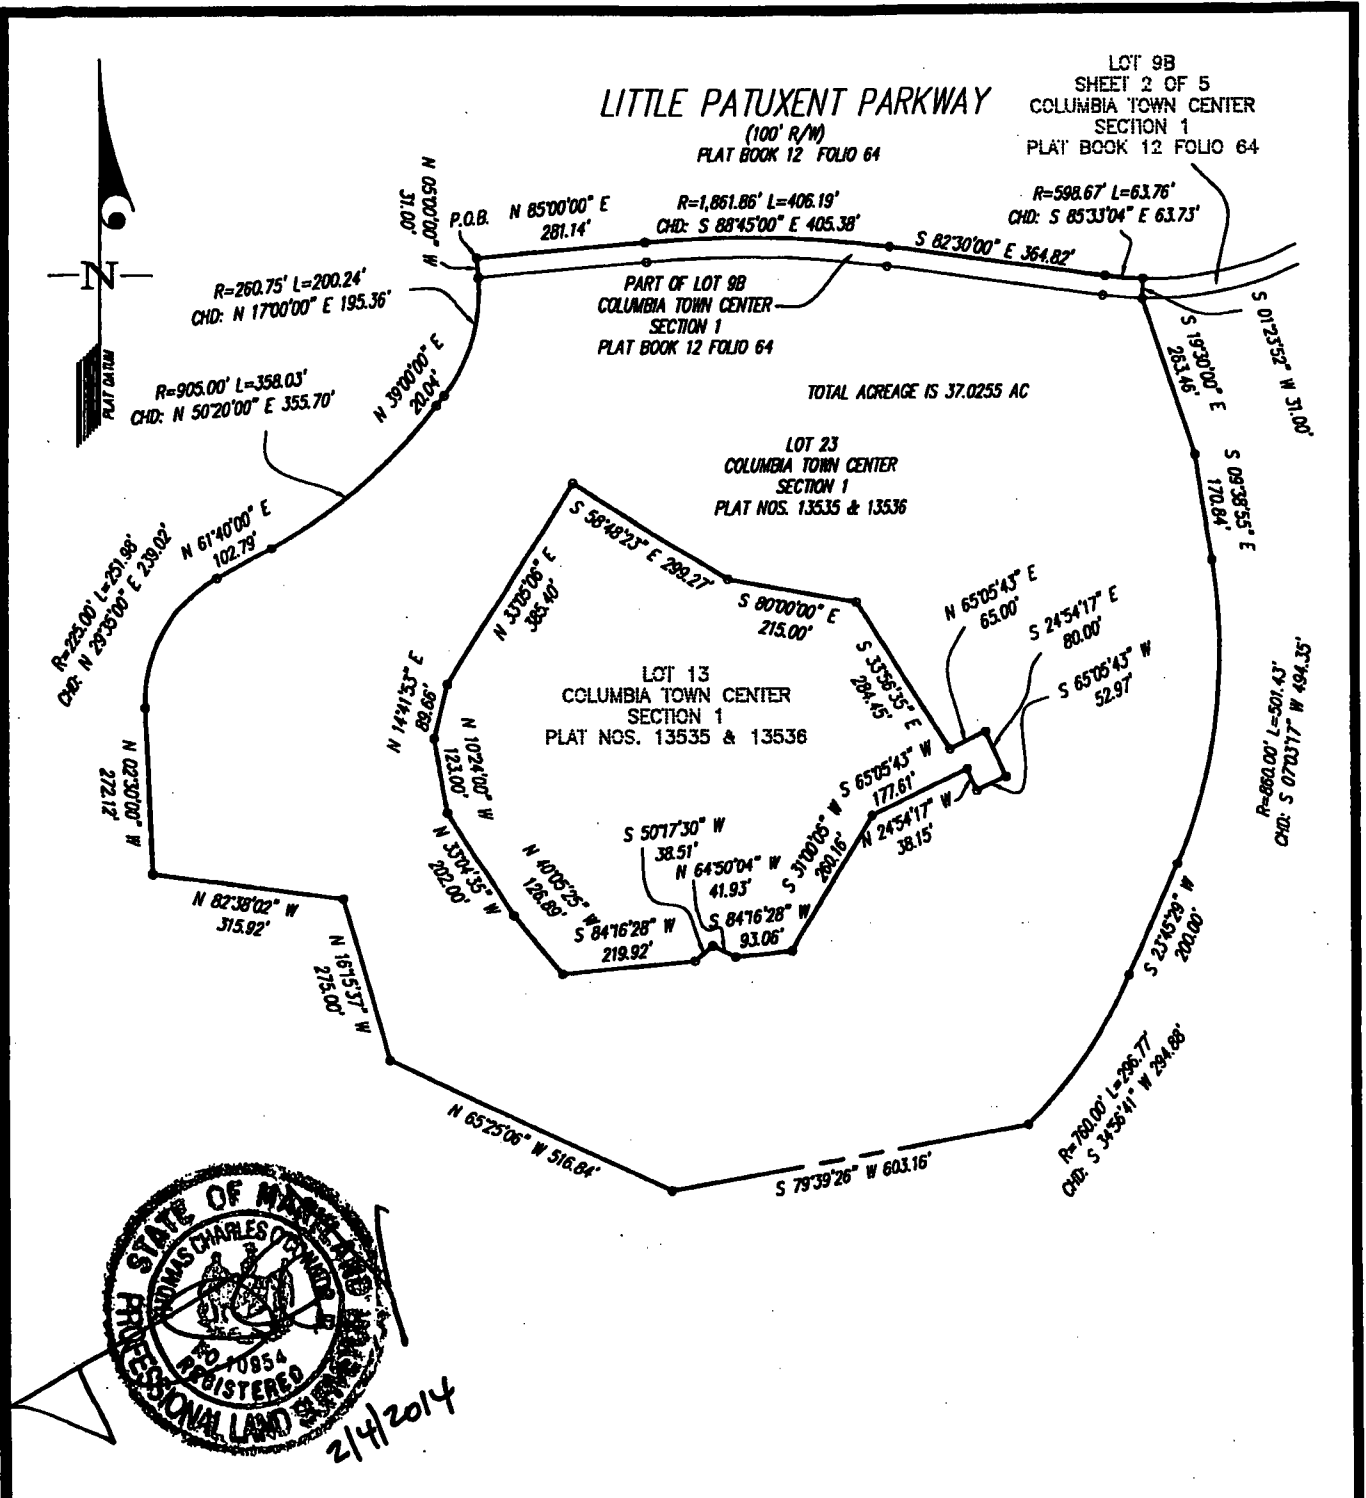 LOT 9B
SHEET 2 OF 5
COLUMBIA TOWN CENTER
SECTION 1
PLAT BOOK 12 FOLIO 64
LITTLE PATUXENT PARKWAY
(100' R/W)
PLAT BOOK 12 FOLIO 64
N 05°00'00" W
31.00'
P.O.B.
N 85°00'00" E
281.14'
R=1,861.86' L=406.19'
CHD: S 88°45'00" E 405.38'
R=598.67' L=63.76'
CHD: S 85°33'04" E 63.73'
S 82°30'00" E 364.82'
N
PLAT DATUM
R=260.75' L=200.24'
CHD: N 17°00'00" E 195.36'
PART OF LOT 9B
COLUMBIA TOWN CENTER
SECTION 1
PLAT BOOK 12 FOLIO 64
S 01°23'52" W 31.00'
S 19°30'00" E
263.46'
R=905.00' L=358.03'
CHD: N 50°20'00" E 355.70'
N 39°00'00" E
20.04'
TOTAL ACREAGE IS 37.0255 AC
LOT 23
COLUMBIA TOWN CENTER
SECTION 1
PLAT NOS. 13535 & 13536
S 09°38'55" E
170.84'
N 61°40'00" E
102.79'
R=225.00' L=251.98'
CHD: N 29°35'00" E 239.02'
S 58°48'23" E 299.27'
N 33°05'06" E
385.40'
S 80°00'00" E
215.00'
N 65°05'43" E
65.00'
S 24°54'17" E
80.00'
S 65°05'43" W
52.97'
S 33°56'35" E
284.45'
LOT 13
COLUMBIA TOWN CENTER
SECTION 1
PLAT NOS. 13535 & 13536
N 14°41'53" E
89.66'
N 10°24'00" W
123.00'
S 65°05'43" W
177.61'
N 24°54'17" W
38.15'
R=860.00' L=501.43'
CHD: S 07°03'17" W 494.35'
N 02°30'00" W
272.12'
N 33°04'35" W
202.00'
N 40°05'25" W
126.89'
S 50°17'30" W
38.51'
N 64°50'04" W
41.93'
S 31°00'05" W
260.16'
S 84°16'28" W
219.92'
S 84°16'28" W
93.06'
N 82°38'02" W
315.92'
N 16°15'37" W
275.00'
S 23°45'29" W
200.00'
R=760.00' L=296.77'
CHD: S 34°56'41" W 294.88'
N 65°25'06" W 516.84'
S 79°39'26" W 603.16'
STATE OF MARYLAND
THOMAS CHARLES
NO 10954
REGISTERED
PROFESSIONAL LAND SURVEYOR
2/4/2014